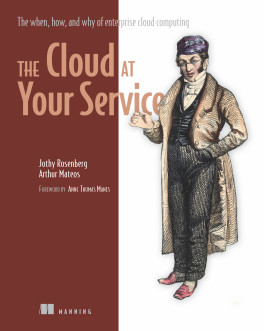 The when, how, and why of enterprise cloud computing
THE Cloud AT
Your Service
Jothy Rosenberg
Arthur Mateos
FOREWORD BY ANNE THOMAS MANES
MANNING